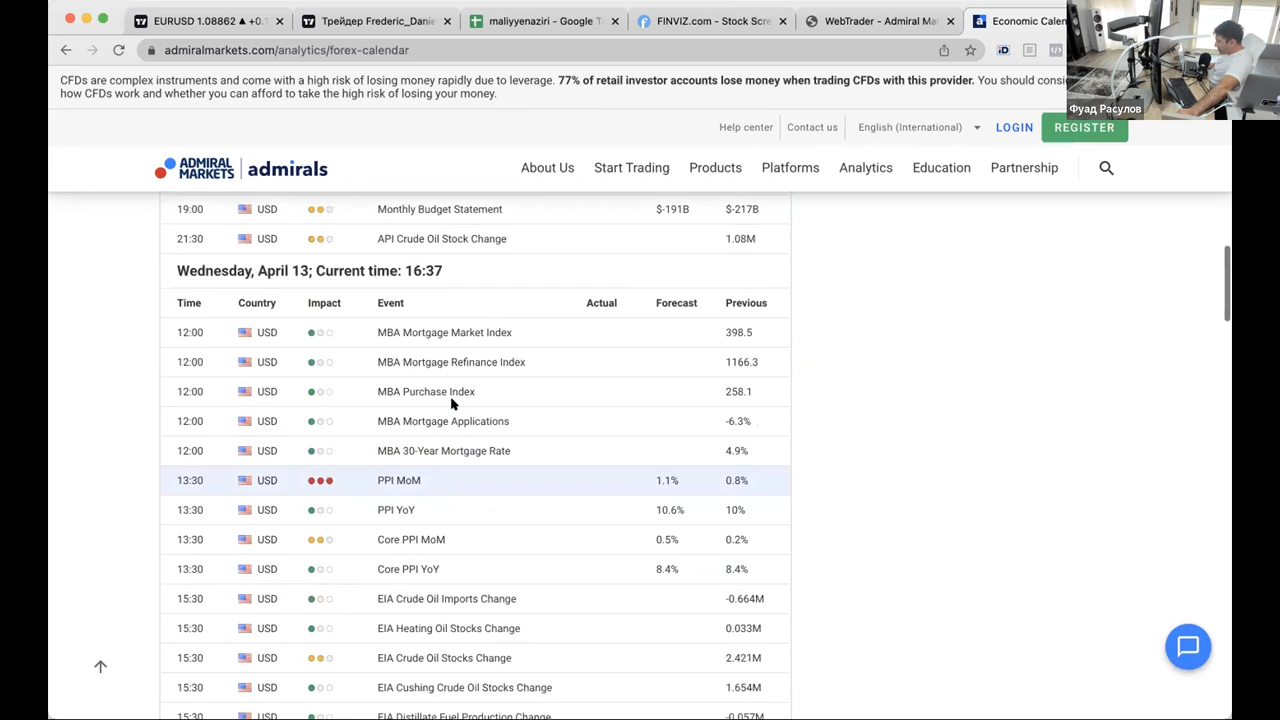 EURUSD 1.08862 ▲ +0.
Трейдер Frederic_Danie
maliyyenaziri - Google T
FINVIZ.com - Stock Scre
WebTrader - Admiral Ma
Economic Calen
admiralmarkets.com/analytics/forex-calendar
Фуад Расулов
CFDs are complex instruments and come with a high risk of losing money rapidly due to leverage. 77% of retail investor accounts lose money when trading CFDs with this provider. You should consi
how CFDs work and whether you can afford to take the high risk of losing your money.
Help center Contact us English (International) LOGIN REGISTER
ADMIRAL MARKETS admirals About Us Start Trading Products Platforms Analytics Education Partnership
19:00 USD Monthly Budget Statement $-191B $-217B
21:30 USD API Crude Oil Stock Change 1.08M
Wednesday, April 13; Current time: 16:37
Time Country Impact Event Actual Forecast Previous
12:00 USD MBA Mortgage Market Index 398.5
12:00 USD MBA Mortgage Refinance Index 1166.3
12:00 USD MBA Purchase Index 258.1
12:00 USD MBA Mortgage Applications -6.3%
12:00 USD MBA 30-Year Mortgage Rate 4.9%
13:30 USD PPI MoM 1.1% 0.8%
13:30 USD PPI YoY 10.6% 10%
13:30 USD Core PPI MoM 0.5% 0.2%
13:30 USD Core PPI YoY 8.4% 8.4%
15:30 USD EIA Crude Oil Imports Change -0.664M
15:30 USD EIA Heating Oil Stocks Change 0.033M
15:30 USD EIA Crude Oil Stocks Change 2.421M
15:30 USD EIA Cushing Crude Oil Stocks Change 1.654M
15:30 USD EIA Distillate Fuel Production Change -0.057M